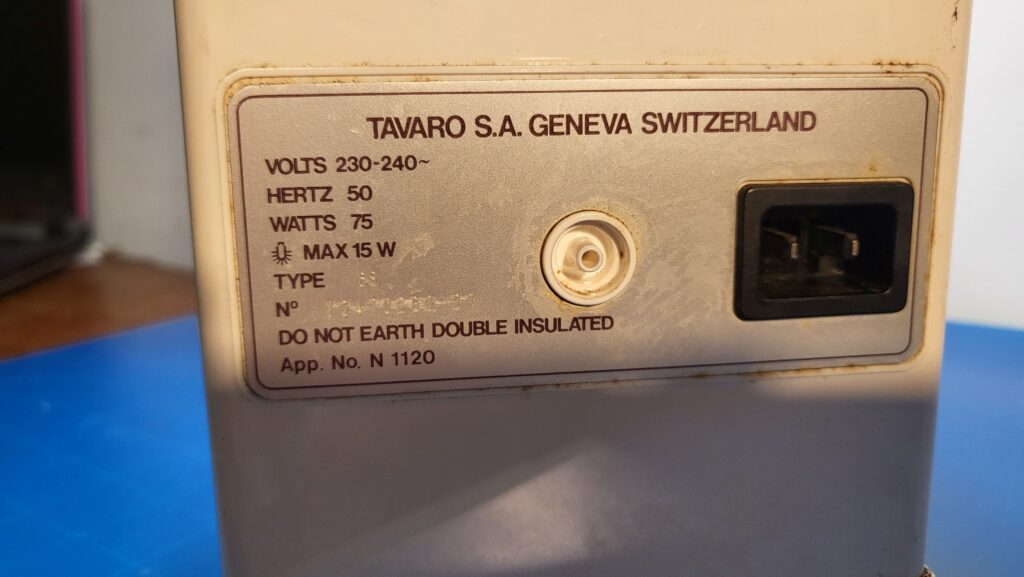 TAVARO S.A. GENEVA SWITZERLAND
VOLTS 230-240~
HERTZ 50
WATTS 75
MAX 15 W
TYPE
N°
DO NOT EARTH DOUBLE INSULATED
App. No. N 1120